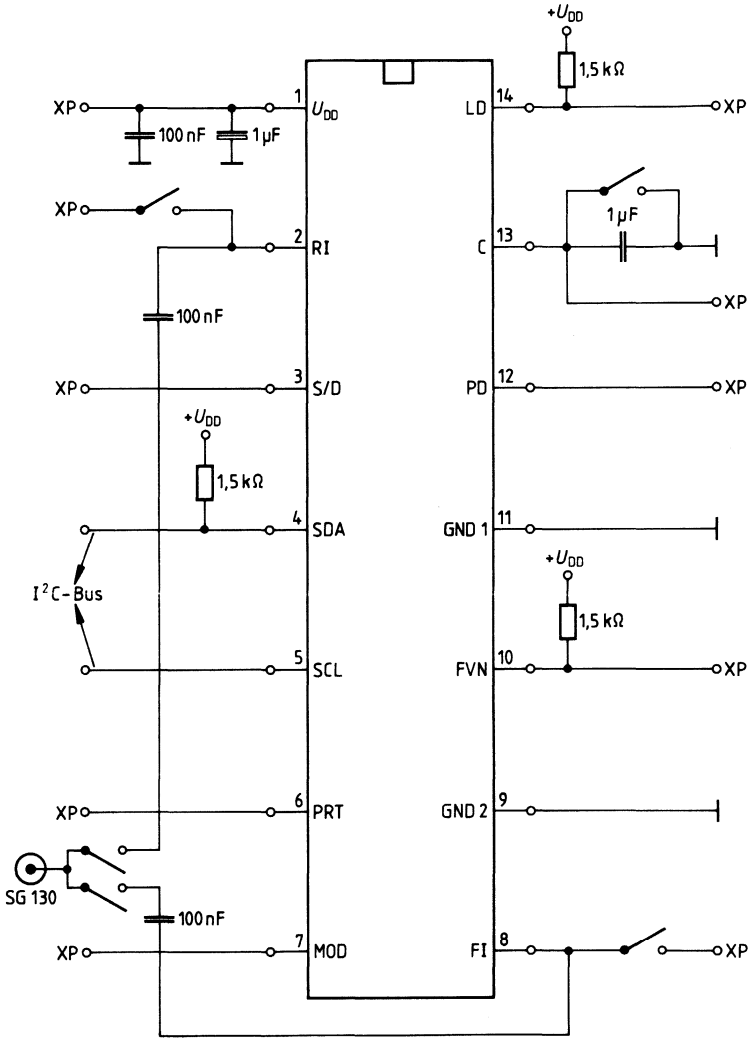 +UDD
1,5 kΩ
XP
1
UDD
14
LD
XP
100 nF
1 µF
XP
2
RI
13
C
1 µF
100 nF
XP
XP
3
S/D
12
PD
XP
+UDD
1,5 kΩ
4
SDA
11
GND 1
I²C-Bus
+UDD
1,5 kΩ
5
SCL
10
FVN
XP
XP
6
PRT
9
GND 2
SG 130
100 nF
XP
7
MOD
8
FI
XP